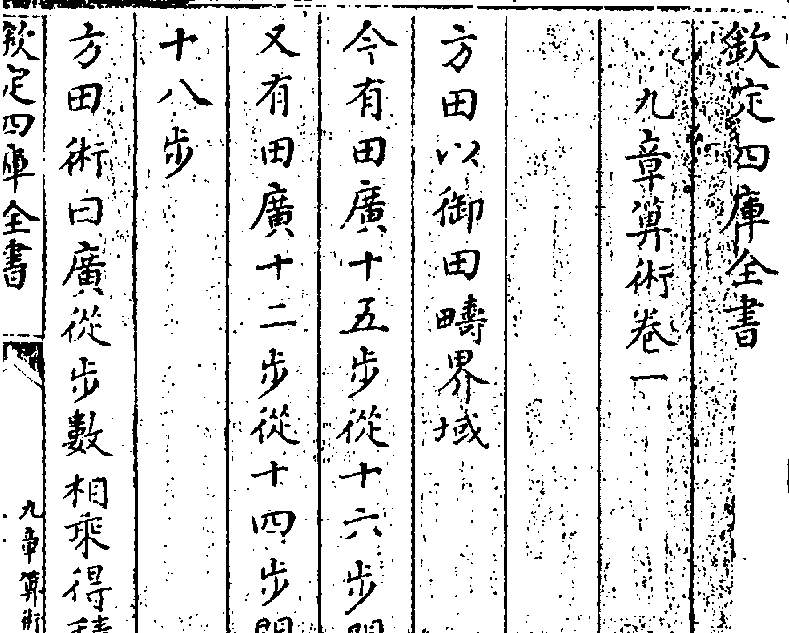 欽定四庫全書
九章算術卷一
方田以御田疇界域
今有田廣十五步從十六步問
又有田廣十二步從十四步問
十八步
方田術曰廣從步數相乘得積
欽定四庫全書
九章算術